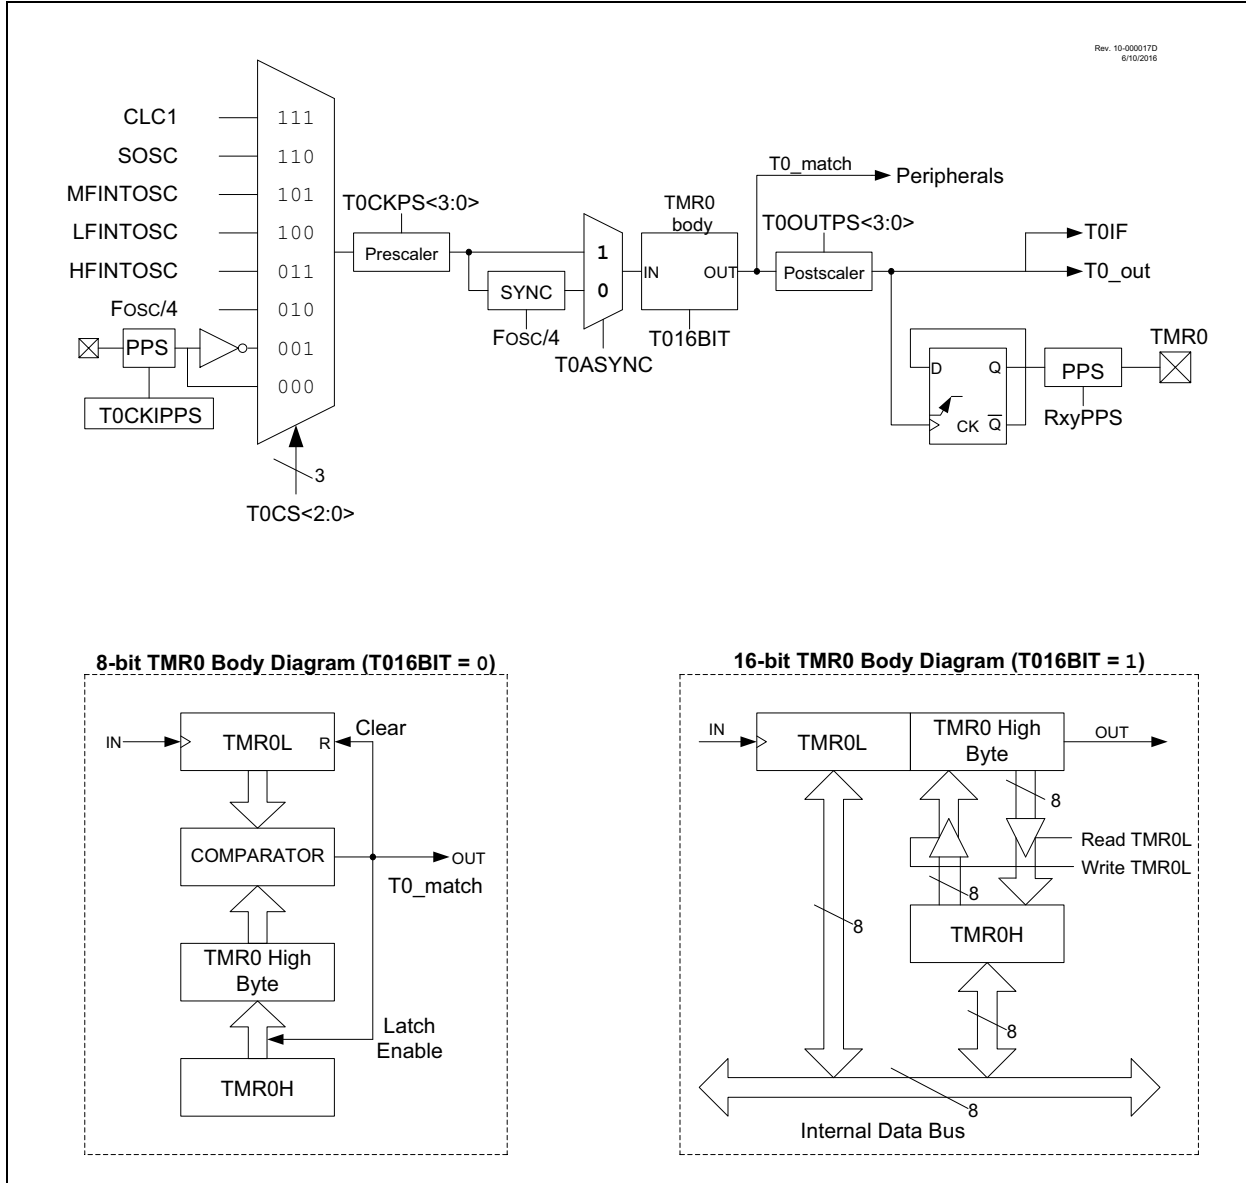 Rev. 10-000017D
6/10/2016
CLC1
111
SOSC
110
MFINTOSC
101
LFINTOSC
100
HFINTOSC
011
FOSC/4
010
PPS
001
000
T0CKIPPS
3
T0CS<2:0>
T0CKPS<3:0>
Prescaler
SYNC
FOSC/4
1
0
T0ASYNC
TMR0
body
IN
OUT
T016BIT
T0_match
Peripherals
T0OUTPS<3:0>
Postscaler
T0IF
T0_out
D
Q
CK
Q
PPS
RxyPPS
TMR0
8-bit TMR0 Body Diagram (T016BIT = 0)
IN
TMR0L
R
Clear
COMPARATOR
OUT
T0_match
TMR0 High
Byte
Latch
Enable
TMR0H
16-bit TMR0 Body Diagram (T016BIT = 1)
IN
TMR0L
TMR0 High
Byte
OUT
8
Read TMR0L
Write TMR0L
8
TMR0H
8
8
8
Internal Data Bus